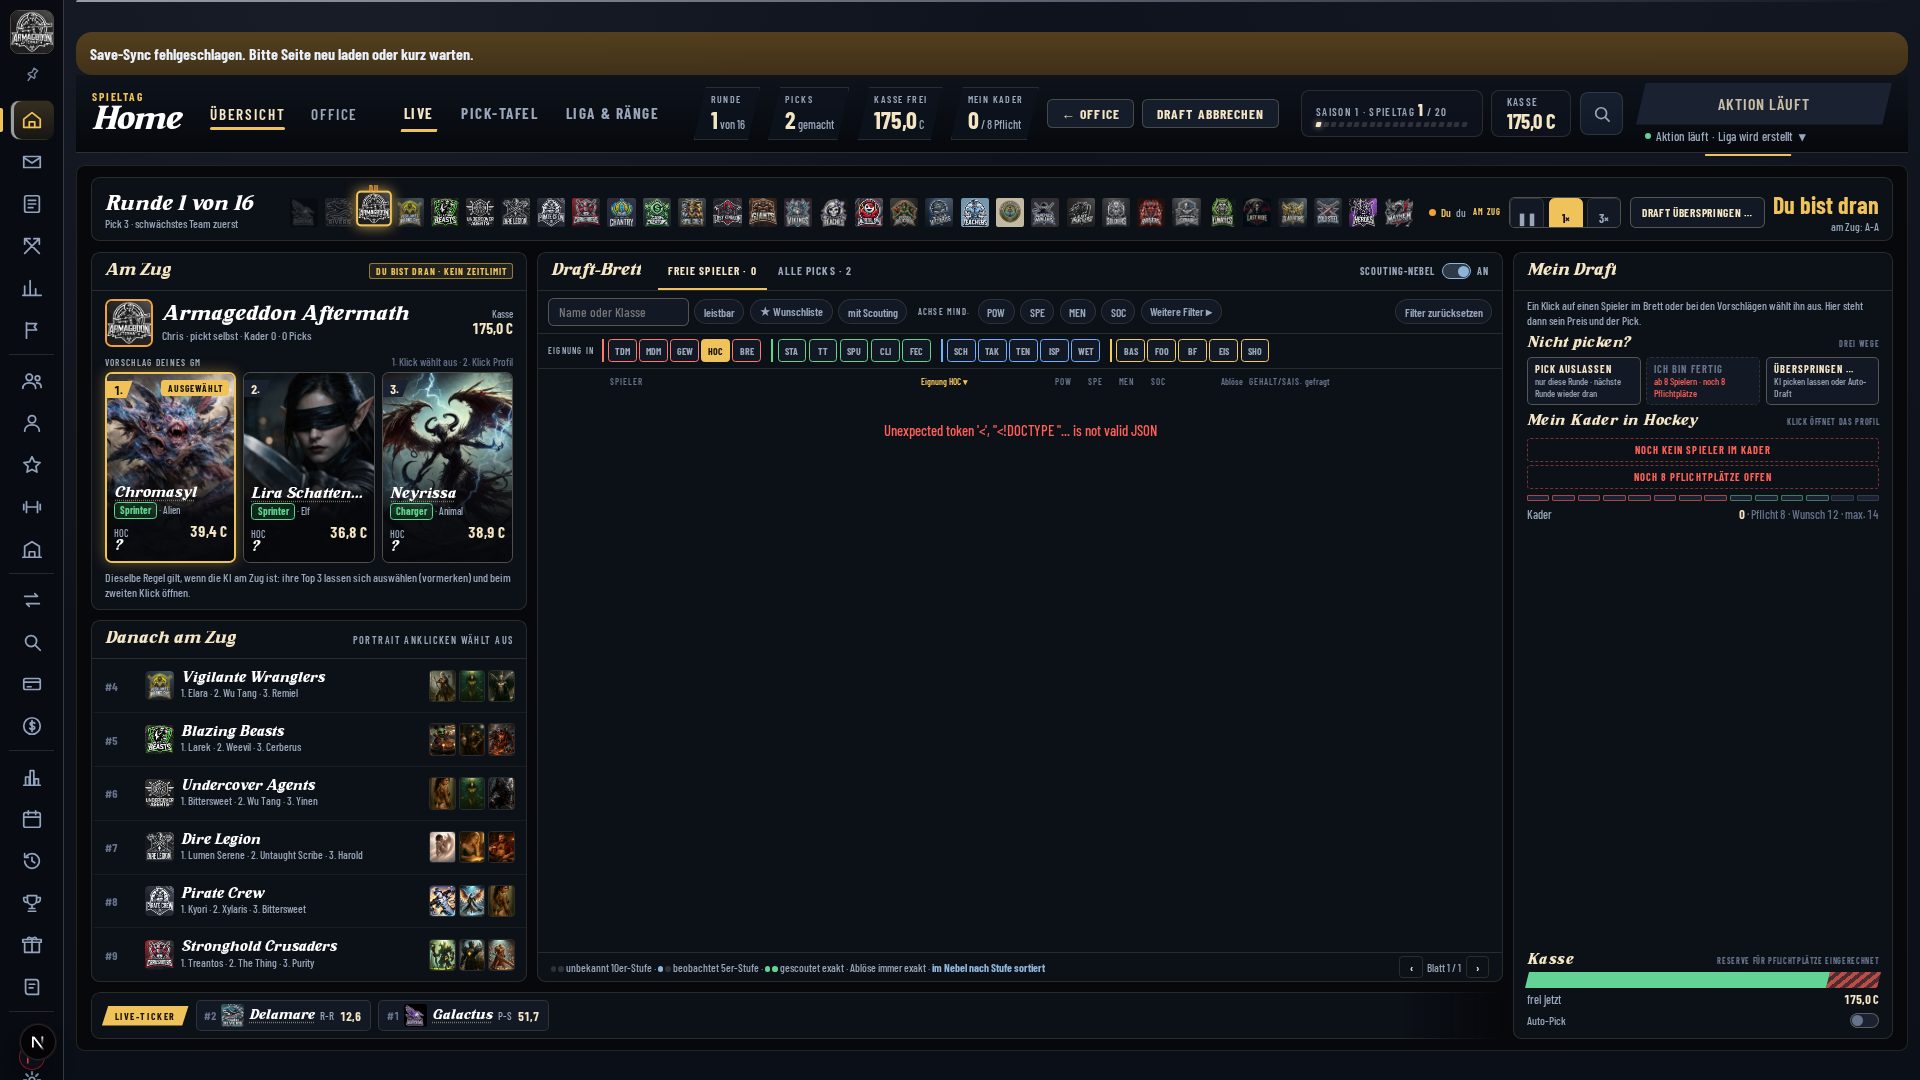 Save-Sync fehlgeschlagen. Bitte Seite neu laden oder kurz warten.
SPIELTAG
Home
ÜBERSICHT
OFFICE
LIVE
PICK-TAFEL
LIGA & RÄNGE
RUNDE
1 von 16
PICKS
2 gemacht
KASSE FREI
175,0 C
MEIN KADER
0 / 8 Pflicht
← OFFICE
DRAFT ABBRECHEN
SAISON 1 · SPIELTAG 1 / 20
KASSE
175,0 C
AKTION LÄUFT
Aktion läuft · Liga wird erstellt ▼
Runde 1 von 16
Pick 3 · schwächstes Team zuerst
DU
Du du AM ZUG
1×
3×
DRAFT ÜBERSPRINGEN ...
Du bist dran
am Zug: A-A
Am Zug
DU BIST DRAN · KEIN ZEITLIMIT
Armageddon Aftermath
Chris · pickt selbst · Kader 0 · 0 Picks
Kasse
175,0 C
VORSCHLAG DEINES GM
1. Klick wählt aus · 2. Klick Profil
1.
AUSGEWÄHLT
Chromasyl
Sprinter · Alien
HOC
?
39,4 C
2.
Lira Schatten...
Sprinter · Elf
HOC
?
36,8 C
3.
Neyrissa
Charger · Animal
HOC
?
38,9 C
Dieselbe Regel gilt, wenn die KI am Zug ist: ihre Top 3 lassen sich auswählen (vormerken) und beim
zweiten Klick öffnen.
Danach am Zug
PORTRAIT ANKLICKEN WÄHLT AUS
#4
Vigilante Wranglers
1. Elara · 2. Wu Tang · 3. Remiel
#5
Blazing Beasts
1. Larek · 2. Weevil · 3. Cerberus
#6
Undercover Agents
1. Bittersweet · 2. Wu Tang · 3. Yinen
#7
Dire Legion
1. Lumen Serene · 2. Untaught Scribe · 3. Harold
#8
Pirate Crew
1. Kyori · 2. Xylaris · 3. Bittersweet
#9
Stronghold Crusaders
1. Treantos · 2. The Thing · 3. Purity
Draft-Brett
FREIE SPIELER · 0
ALLE PICKS · 2
SCOUTING-NEBEL
AN
Name oder Klasse
leistbar
★ Wunschliste
mit Scouting
ACHSE MIND.
POW
SPE
MEN
SOC
Weitere Filter ▸
Filter zurücksetzen
EIGNUNG IN
TDM
MDM
GEW
HOC
BRE
STA
TT
SPU
CLI
FEC
SCH
TAK
TEN
ISP
WET
BAS
FOO
BF
EIS
SHO
SPIELER
Eignung HOC ▾
POW
SPE
MEN
SOC
Ablöse
GEHALT/SAIS.
gefragt
Unexpected token '<', "<!DOCTYPE "... is not valid JSON
unbekannt 10er-Stufe · beobachtet 5er-Stufe · gescoutet exakt · Ablöse immer exakt · im Nebel nach Stufe sortiert
‹
Blatt 1 / 1
›
Mein Draft
Ein Klick auf einen Spieler im Brett oder bei den Vorschlägen wählt ihn aus. Hier steht
dann sein Preis und der Pick.
Nicht picken?
DREI WEGE
PICK AUSLASSEN
nur diese Runde · nächste
Runde wieder dran
ICH BIN FERTIG
ab 8 Spielern · noch 8
Pflichtplätze
ÜBERSPRINGEN ...
KI picken lassen oder Auto-
Draft
Mein Kader in Hockey
KLICK ÖFFNET DAS PROFIL
NOCH KEIN SPIELER IM KADER
NOCH 8 PFLICHTPLÄTZE OFFEN
Kader
0 · Pflicht 8 · Wunsch 12 · max. 14
Kasse
RESERVE FÜR PFLICHTPLÄTZE EINGERECHNET
frei jetzt
175,0 C
Auto-Pick
LIVE-TICKER
#2
Delamare R-R 12,6
#1
Galactus P-S 51,7
N